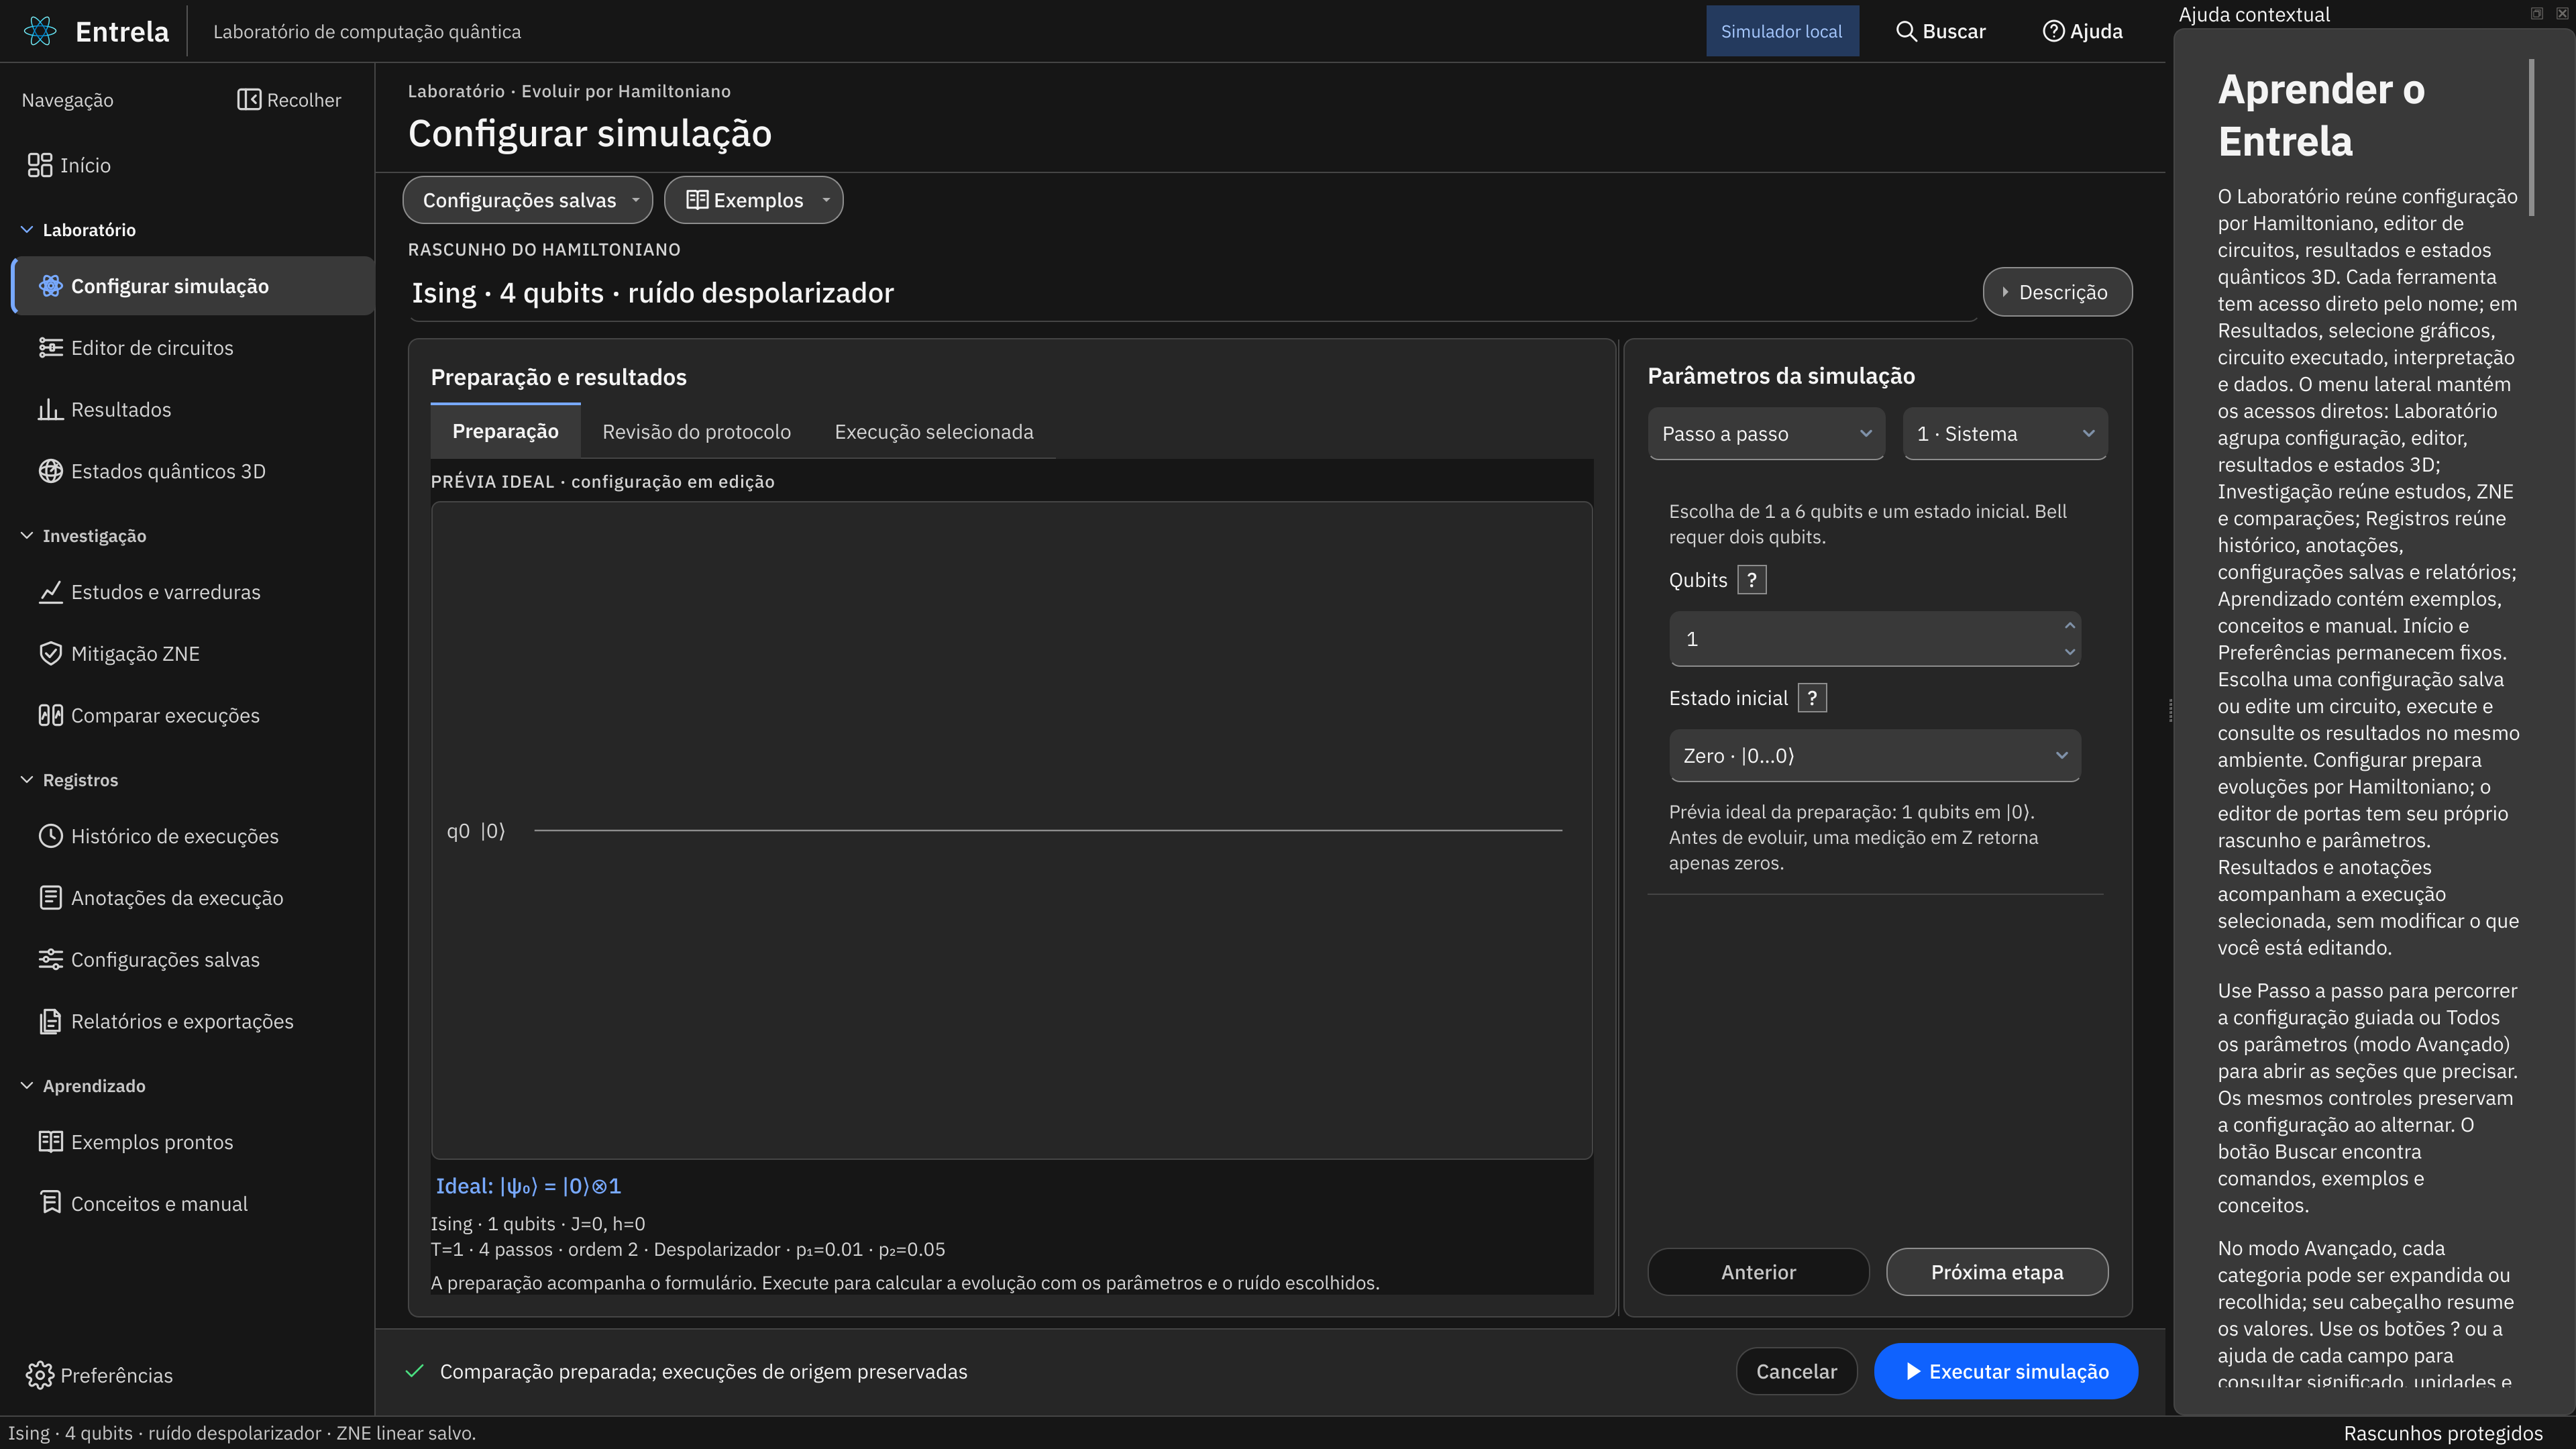 Entrela
Laboratório de computação quântica
Simulador local
Buscar
Ajuda
Navegação
Recolher
Início
Laboratório
Configurar simulação
Editor de circuitos
Resultados
Estados quânticos 3D
Investigação
Estudos e varreduras
Mitigação ZNE
Comparar execuções
Registros
Histórico de execuções
Anotações da execução
Configurações salvas
Relatórios e exportações
Aprendizado
Exemplos prontos
Conceitos e manual
Preferências
Laboratório · Evoluir por Hamiltoniano
Configurar simulação
Configurações salvas
Exemplos
RASCUNHO DO HAMILTONIANO
Ising · 4 qubits · ruído despolarizador
Descrição
Preparação e resultados
Preparação
Revisão do protocolo
Execução selecionada
PRÉVIA IDEAL · configuração em edição
q0 |0⟩
Ideal: |ψ₀⟩ = |0⟩⊗1
Ising · 1 qubits · J=0, h=0
T=1 · 4 passos · ordem 2 · Despolarizador · p₁=0.01 · p₂=0.05
A preparação acompanha o formulário. Execute para calcular a evolução com os parâmetros e o ruído escolhidos.
Parâmetros da simulação
Passo a passo
1 · Sistema
Escolha de 1 a 6 qubits e um estado inicial. Bell
requer dois qubits.
Qubits ?
1
Estado inicial ?
Zero · |0...0⟩
Prévia ideal da preparação: 1 qubits em |0⟩.
Antes de evoluir, uma medição em Z retorna
apenas zeros.
Anterior
Próxima etapa
Comparação preparada; execuções de origem preservadas
Cancelar
Executar simulação
Ajuda contextual
Aprender o
Entrela
O Laboratório reúne configuração
por Hamiltoniano, editor de
circuitos, resultados e estados
quânticos 3D. Cada ferramenta
tem acesso direto pelo nome; em
Resultados, selecione gráficos,
circuito executado, interpretação
e dados. O menu lateral mantém
os acessos diretos: Laboratório
agrupa configuração, editor,
resultados e estados 3D;
Investigação reúne estudos, ZNE
e comparações; Registros reúne
histórico, anotações,
configurações salvas e relatórios;
Aprendizado contém exemplos,
conceitos e manual. Início e
Preferências permanecem fixos.
Escolha uma configuração salva
ou edite um circuito, execute e
consulte os resultados no mesmo
ambiente. Configurar prepara
evoluções por Hamiltoniano; o
editor de portas tem seu próprio
rascunho e parâmetros.
Resultados e anotações
acompanham a execução
selecionada, sem modificar o que
você está editando.
Use Passo a passo para percorrer
a configuração guiada ou Todos
os parâmetros (modo Avançado)
para abrir as seções que precisar.
Os mesmos controles preservam
a configuração ao alternar. O
botão Buscar encontra
comandos, exemplos e
conceitos.
No modo Avançado, cada
categoria pode ser expandida ou
recolhida; seu cabeçalho resume
os valores. Use os botões ? ou a
ajuda de cada campo para
consultar significado, unidades e
Ising · 4 qubits · ruído despolarizador · ZNE linear salvo.
Rascunhos protegidos